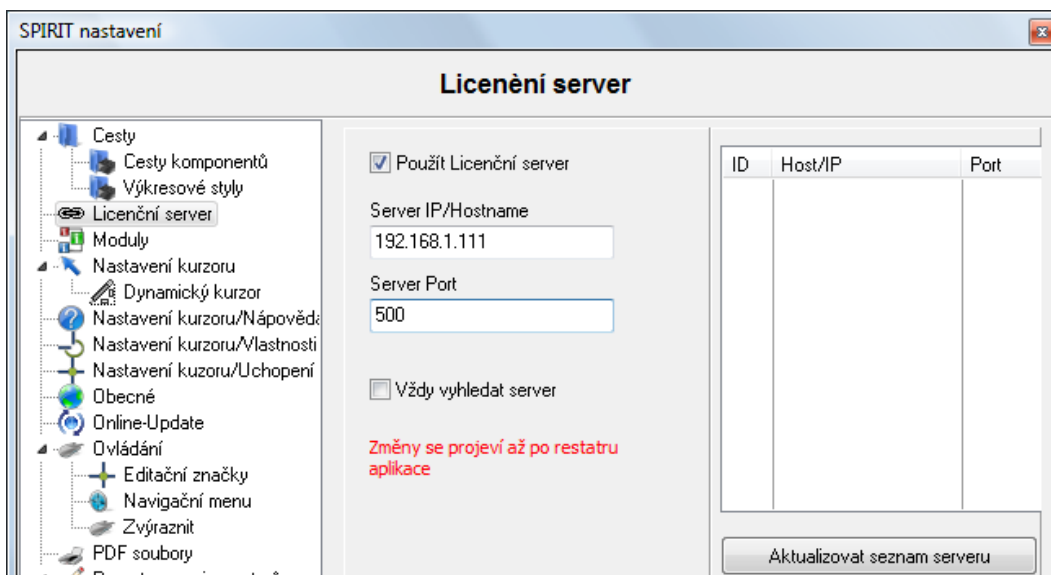 SPIRIT nastavení
Licenèní server
Cesty
Cesty komponentů
Výkresové styly
Licenční server
Moduly
Nastavení kurzoru
Dynamický kurzor
Nastavení kurzoru/Nápověda
Nastavení kurzoru/Vlastnosti
Nastavení kuzoru/Uchopení
Obecné
Online-Update
Ovládání
Editační značky
Navigační menu
Zvýraznit
PDF soubory
Použít Licenční server
Server IP/Hostname
192.168.1.111
Server Port
500
Vždy vyhledat server
Změny se projeví až po restatru
aplikace
ID Host/IP Port
Aktualizovat seznam serveru